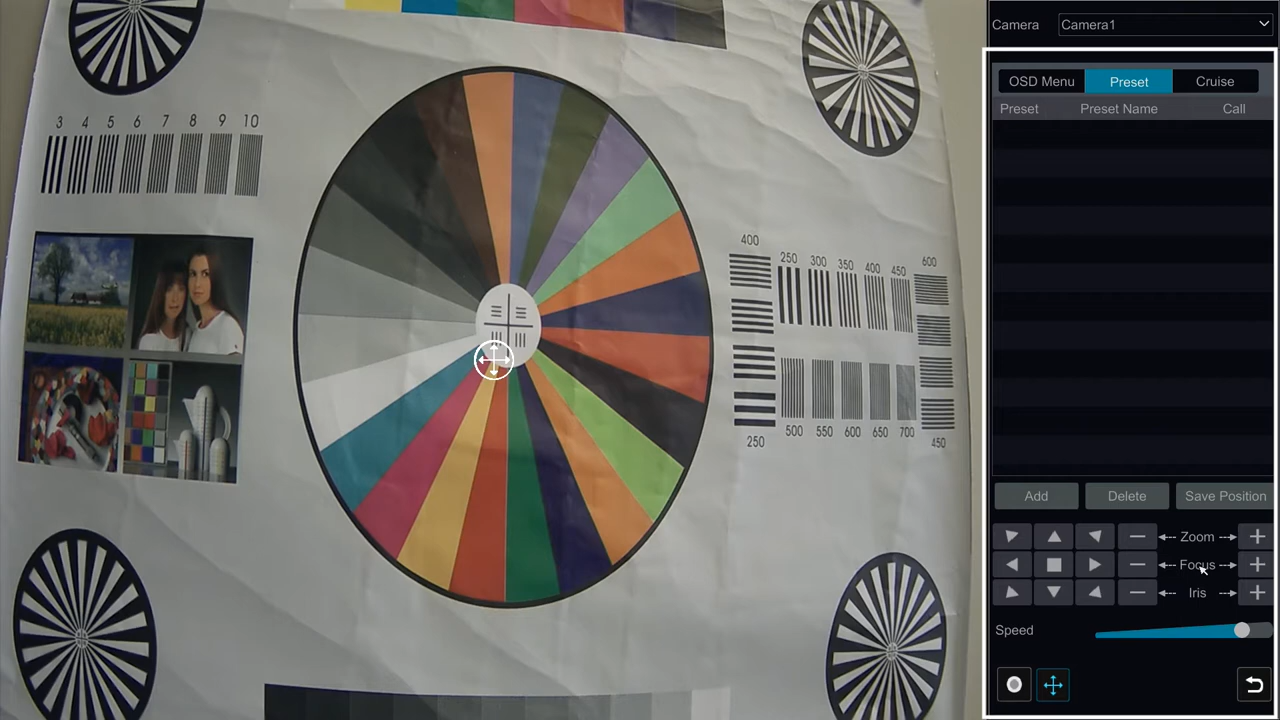 Camera Camera1
OSD Menu Preset Cruise
Preset Preset Name Call
3 4 5 6 7 8 9 10
400
250 300 350 400 450
600
500 550 600 650 700
250
450
Add Delete Save Position
Zoom
Focus
Iris
Speed